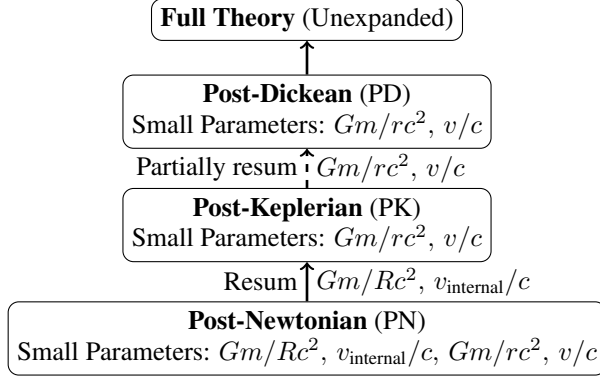 Full Theory (Unexpanded)
Post-Dickean (PD)
Small Parameters: Gm/rc², v/c
Partially resum Gm/rc², v/c
Post-Keplerian (PK)
Small Parameters: Gm/rc², v/c
Resum Gm/Rc², v_internal/c
Post-Newtonian (PN)
Small Parameters: Gm/Rc², v_internal/c, Gm/rc², v/c